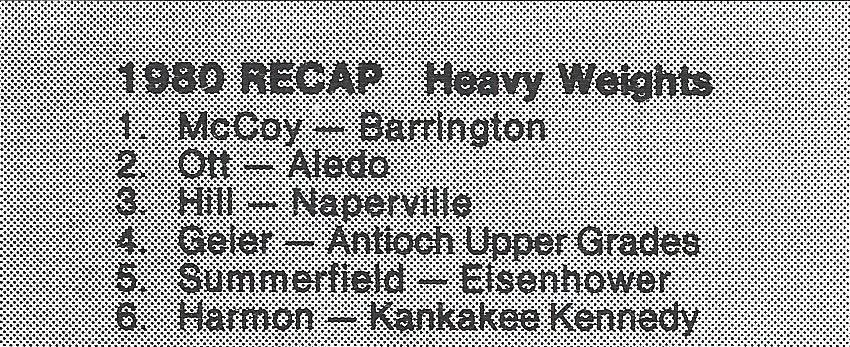 1980 RECAP Heavy Weights
1. McCoy — Barrington
2. Ott — Aledo
3. Hill — Naperville
4. Geier — Antioch Upper Grades
5. Summerfield — Eisenhower
6. Harmon — Kankakee Kennedy